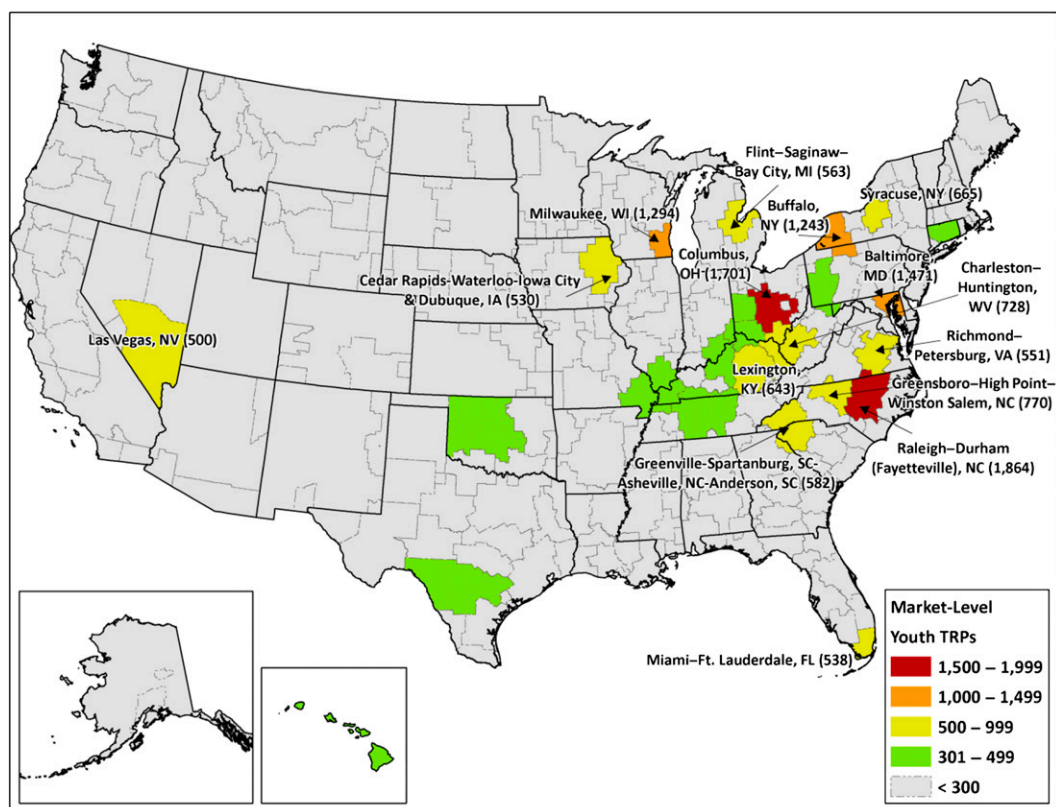 Flint–Saginaw–
Bay City, MI (563)
Syracuse, NY (665)
Milwaukee, WI (1,294)
Buffalo,
NY (1,243)
Columbus,
OH (1,701)
Baltimore
MD (1,471)
Charleston–
Huntington,
WV (728)
Cedar Rapids-Waterloo-Iowa City
& Dubuque, IA (530)
Las Vegas, NV (500)
Richmond–
Petersburg, VA (551)
Lexington,
KY (643)
Greensboro–High Point–
Winston Salem, NC (770)
Raleigh–Durham
(Fayetteville), NC (1,864)
Greenville-Spartanburg, SC-
Asheville, NC-Anderson, SC (582)
Miami–Ft. Lauderdale, FL (538)
Market-Level
Youth TRPs
1,500 – 1,999
1,000 – 1,499
500 – 999
301 – 499
< 300